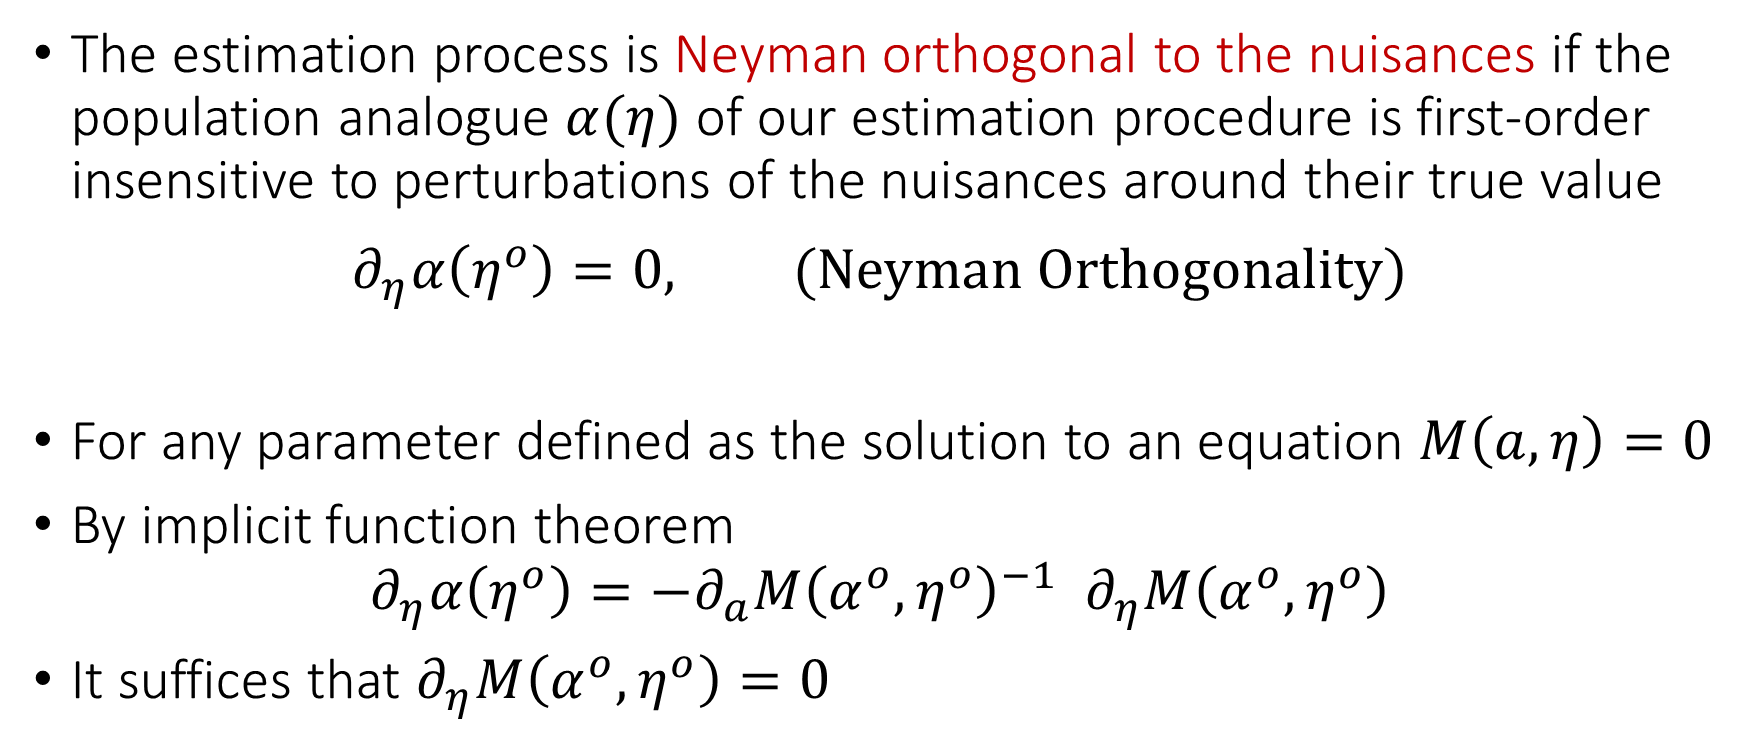 • The estimation process is Neyman orthogonal to the nuisances if the
population analogue α(η) of our estimation procedure is first-order
insensitive to perturbations of the nuisances around their true value
∂_η α(η^o) = 0, (Neyman Orthogonality)
• For any parameter defined as the solution to an equation M(a, η) = 0
• By implicit function theorem
∂_η α(η^o) = −∂_a M(α^o, η^o)^{−1} ∂_η M(α^o, η^o)
• It suffices that ∂_η M(α^o, η^o) = 0